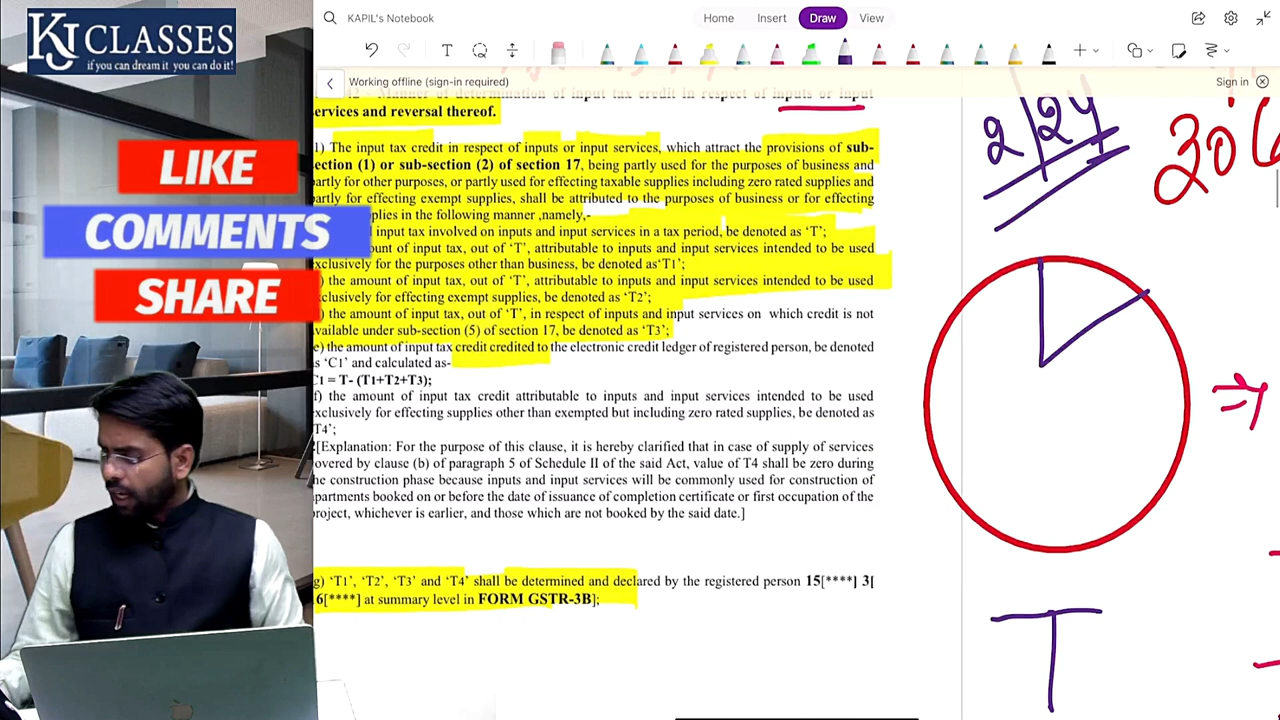 KJ CLASSES
if you can dream it you can do it!
LIKE
COMMENTS
SHARE
KAPIL's Notebook
Home Insert Draw View
Working offline (sign-in required)
Sign in
Manner of determination of input tax credit in respect of inputs or input
ervices and reversal thereof.
1) The input tax credit in respect of inputs or input services, which attract the provisions of sub-
ection (1) or sub-section (2) of section 17, being partly used for the purposes of business and
artly for other purposes, or partly used for effecting taxable supplies including zero rated supplies and
artly for effecting exempt supplies, shall be attributed to the purposes of business or for effecting
plies in the following manner ,namely,-
input tax involved on inputs and input services in a tax period, be denoted as ‘T’;
ount of input tax, out of ‘T’, attributable to inputs and input services intended to be used
xclusively for the purposes other than business, be denoted as‘T1’;
) the amount of input tax, out of ‘T’, attributable to inputs and input services intended to be used
xclusively for effecting exempt supplies, be denoted as ‘T2’;
) the amount of input tax, out of ‘T’, in respect of inputs and input services on which credit is not
vailable under sub-section (5) of section 17, be denoted as ‘T3’;
e) the amount of input tax credit credited to the electronic credit ledger of registered person, be denoted
s ‘C1’ and calculated as-
C1 = T- (T1+T2+T3);
f) the amount of input tax credit attributable to inputs and input services intended to be used
xclusively for effecting supplies other than exempted but including zero rated supplies, be denoted as
T4’;
[Explanation: For the purpose of this clause, it is hereby clarified that in case of supply of services
overed by clause (b) of paragraph 5 of Schedule II of the said Act, value of T4 shall be zero during
he construction phase because inputs and input services will be commonly used for construction of
partments booked on or before the date of issuance of completion certificate or first occupation of the
roject, whichever is earlier, and those which are not booked by the said date.]
g) ‘T1’, ‘T2’, ‘T3’ and ‘T4’ shall be determined and declared by the registered person 15[****] 3[
6[****] at summary level in FORM GSTR-3B];
2/24
30
T